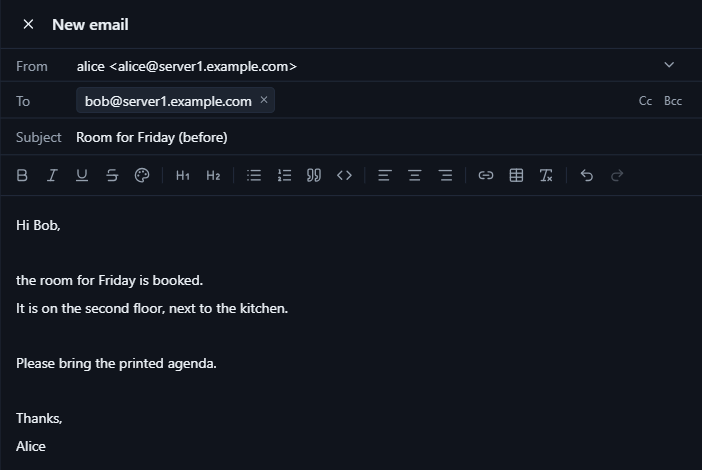 New email
From alice <alice@server1.example.com>
To bob@server1.example.com × Cc Bcc
Subject Room for Friday (before)
B I U S H1 H2
Hi Bob,
the room for Friday is booked.
It is on the second floor, next to the kitchen.
Please bring the printed agenda.
Thanks,
Alice